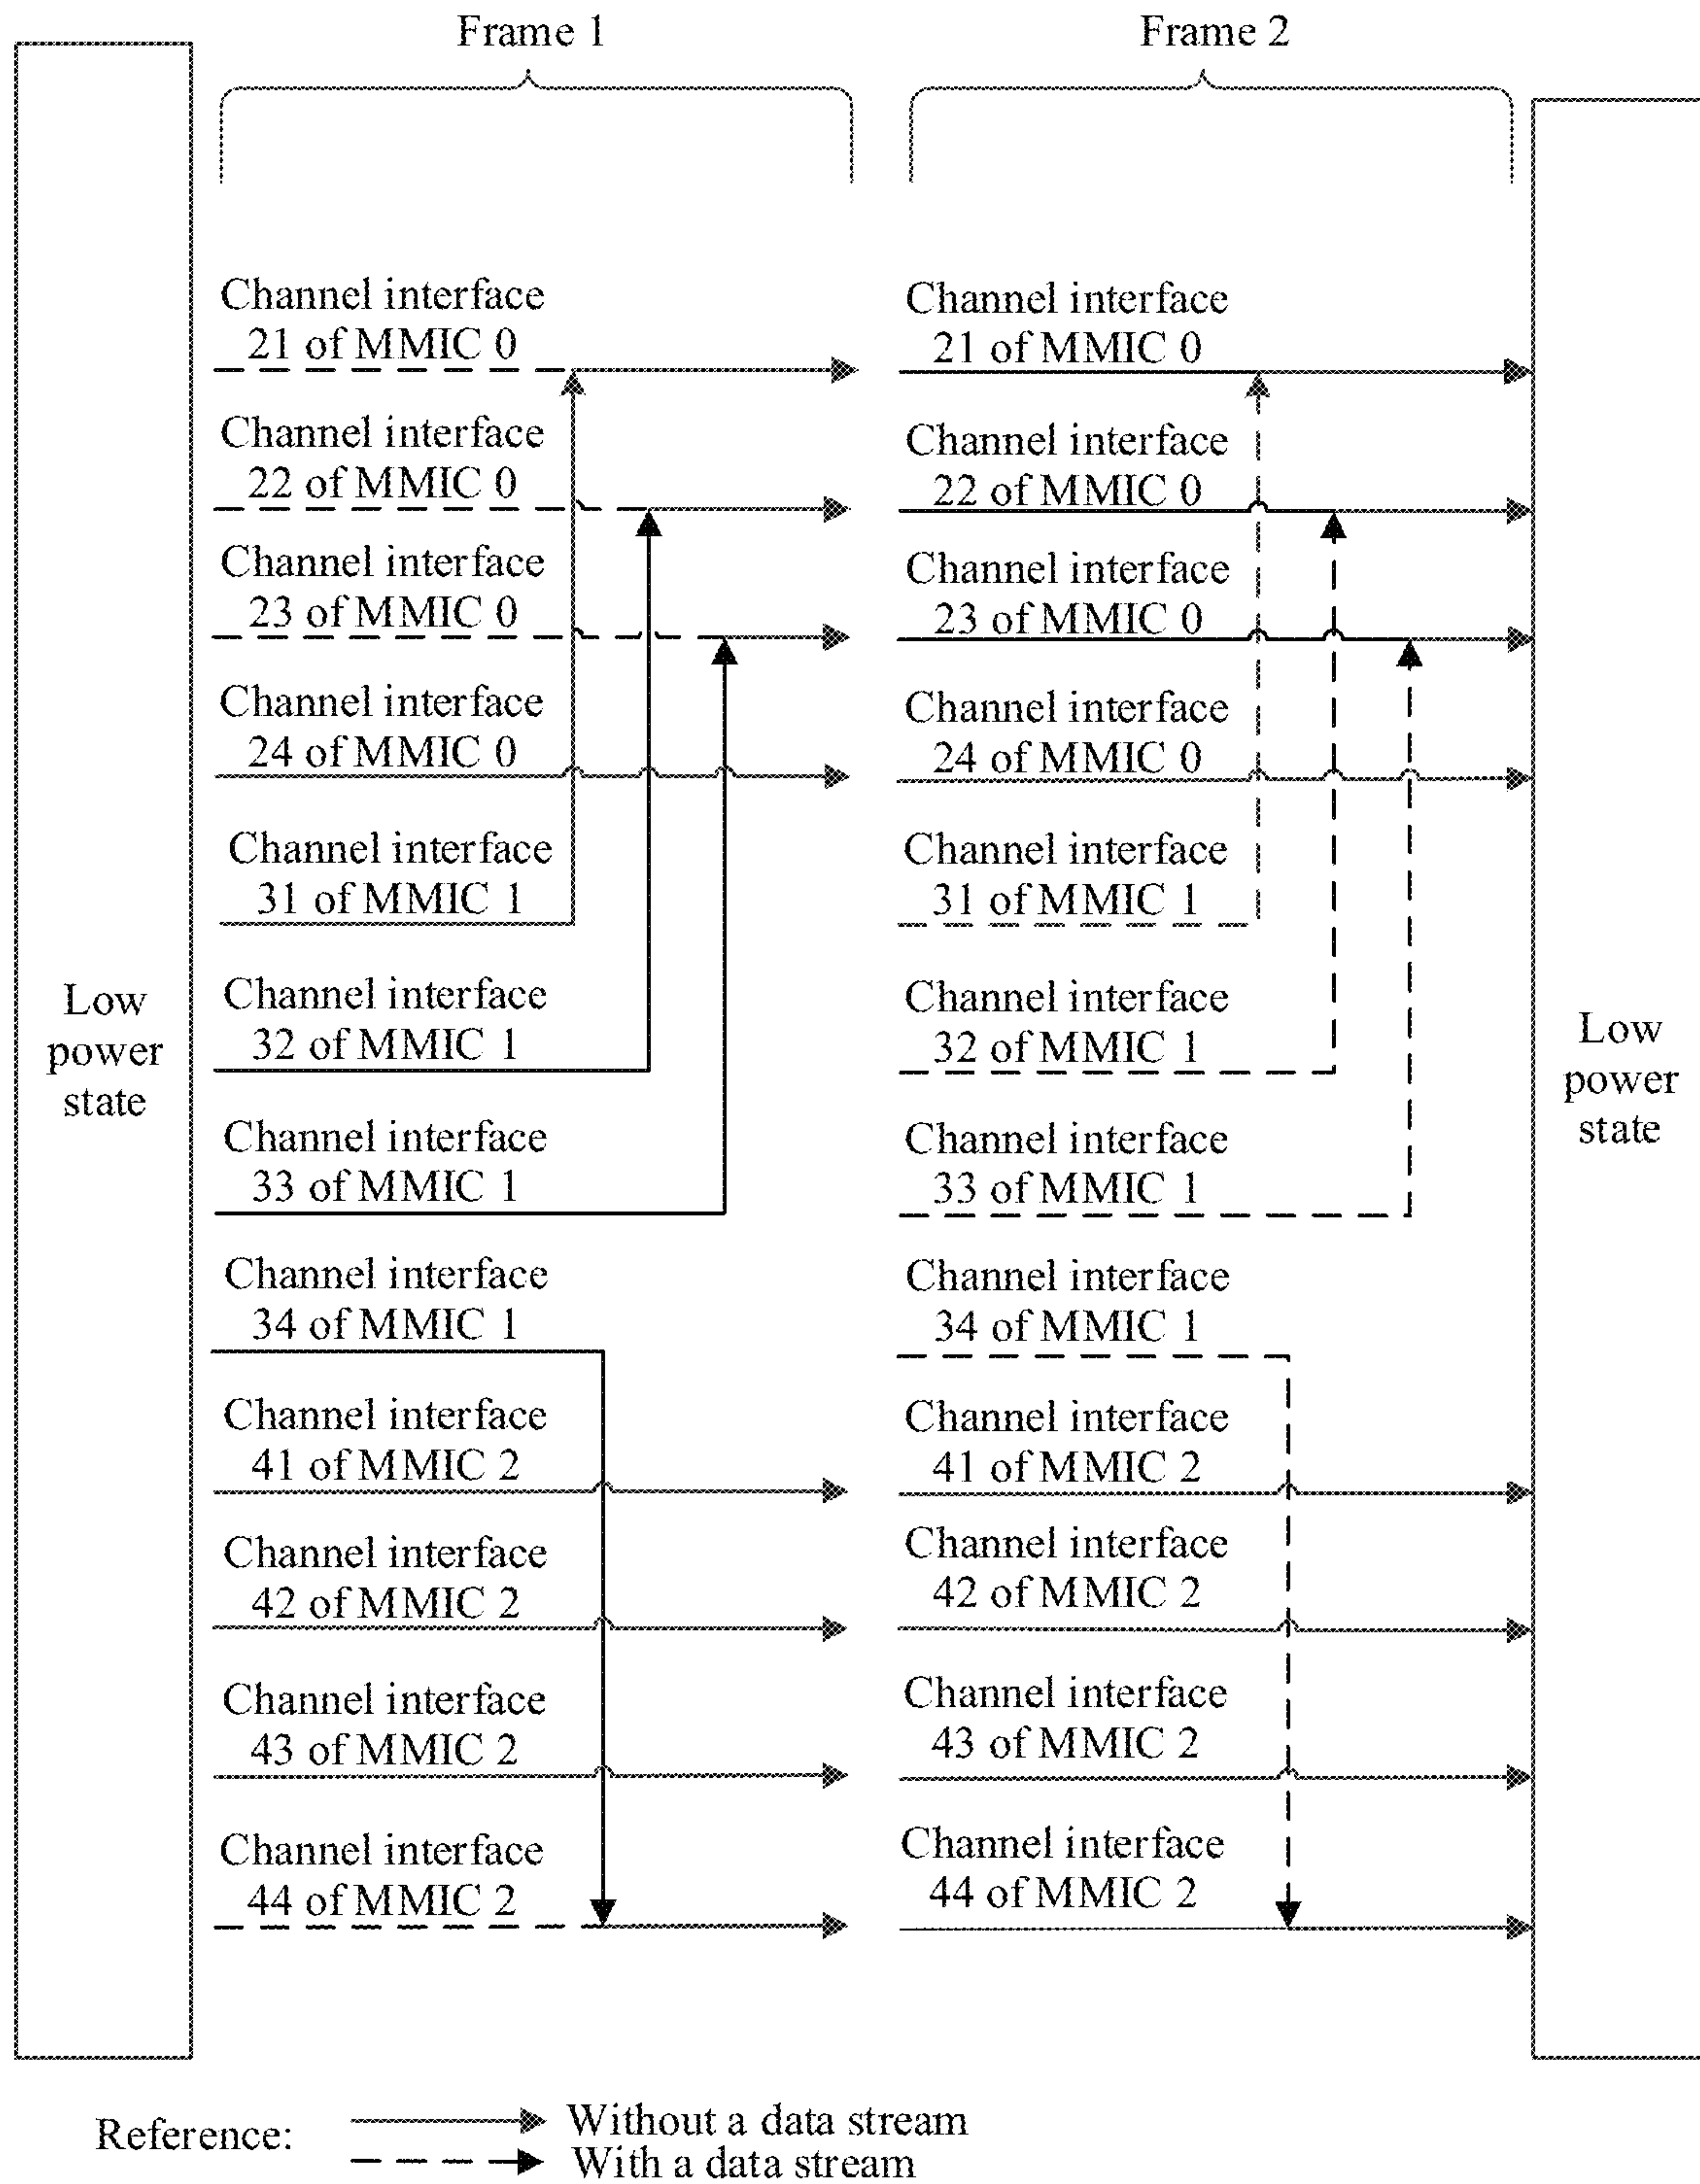 Frame 1
Frame 2
Low
power
state
Channel interface
21 of MMIC 0
Channel interface
22 of MMIC 0
Channel interface
23 of MMIC 0
Channel interface
24 of MMIC 0
Channel interface
31 of MMIC 1
Channel interface
32 of MMIC 1
Channel interface
33 of MMIC 1
Channel interface
34 of MMIC 1
Channel interface
41 of MMIC 2
Channel interface
42 of MMIC 2
Channel interface
43 of MMIC 2
Channel interface
44 of MMIC 2
Channel interface
21 of MMIC 0
Channel interface
22 of MMIC 0
Channel interface
23 of MMIC 0
Channel interface
24 of MMIC 0
Channel interface
31 of MMIC 1
Channel interface
32 of MMIC 1
Channel interface
33 of MMIC 1
Channel interface
34 of MMIC 1
Channel interface
41 of MMIC 2
Channel interface
42 of MMIC 2
Channel interface
43 of MMIC 2
Channel interface
44 of MMIC 2
Low
power
state
Reference:
Without a data stream
With a data stream